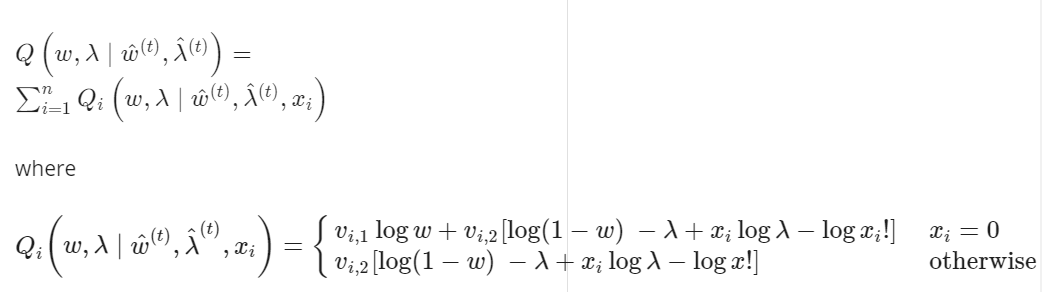 Q(w, λ | ŵ^(t), λ̂^(t)) =
∑_{i=1}^{n} Q_i(w, λ | ŵ^(t), λ̂^(t), x_i)
where
Q_i(w, λ | ŵ^(t), λ̂^(t), x_i) = { v_{i,1} log w + v_{i,2}[log(1 − w) − λ + x_i log λ − log x_i!] x_i = 0
v_{i,2}[log(1 − w) − λ + x_i log λ − log x!] otherwise